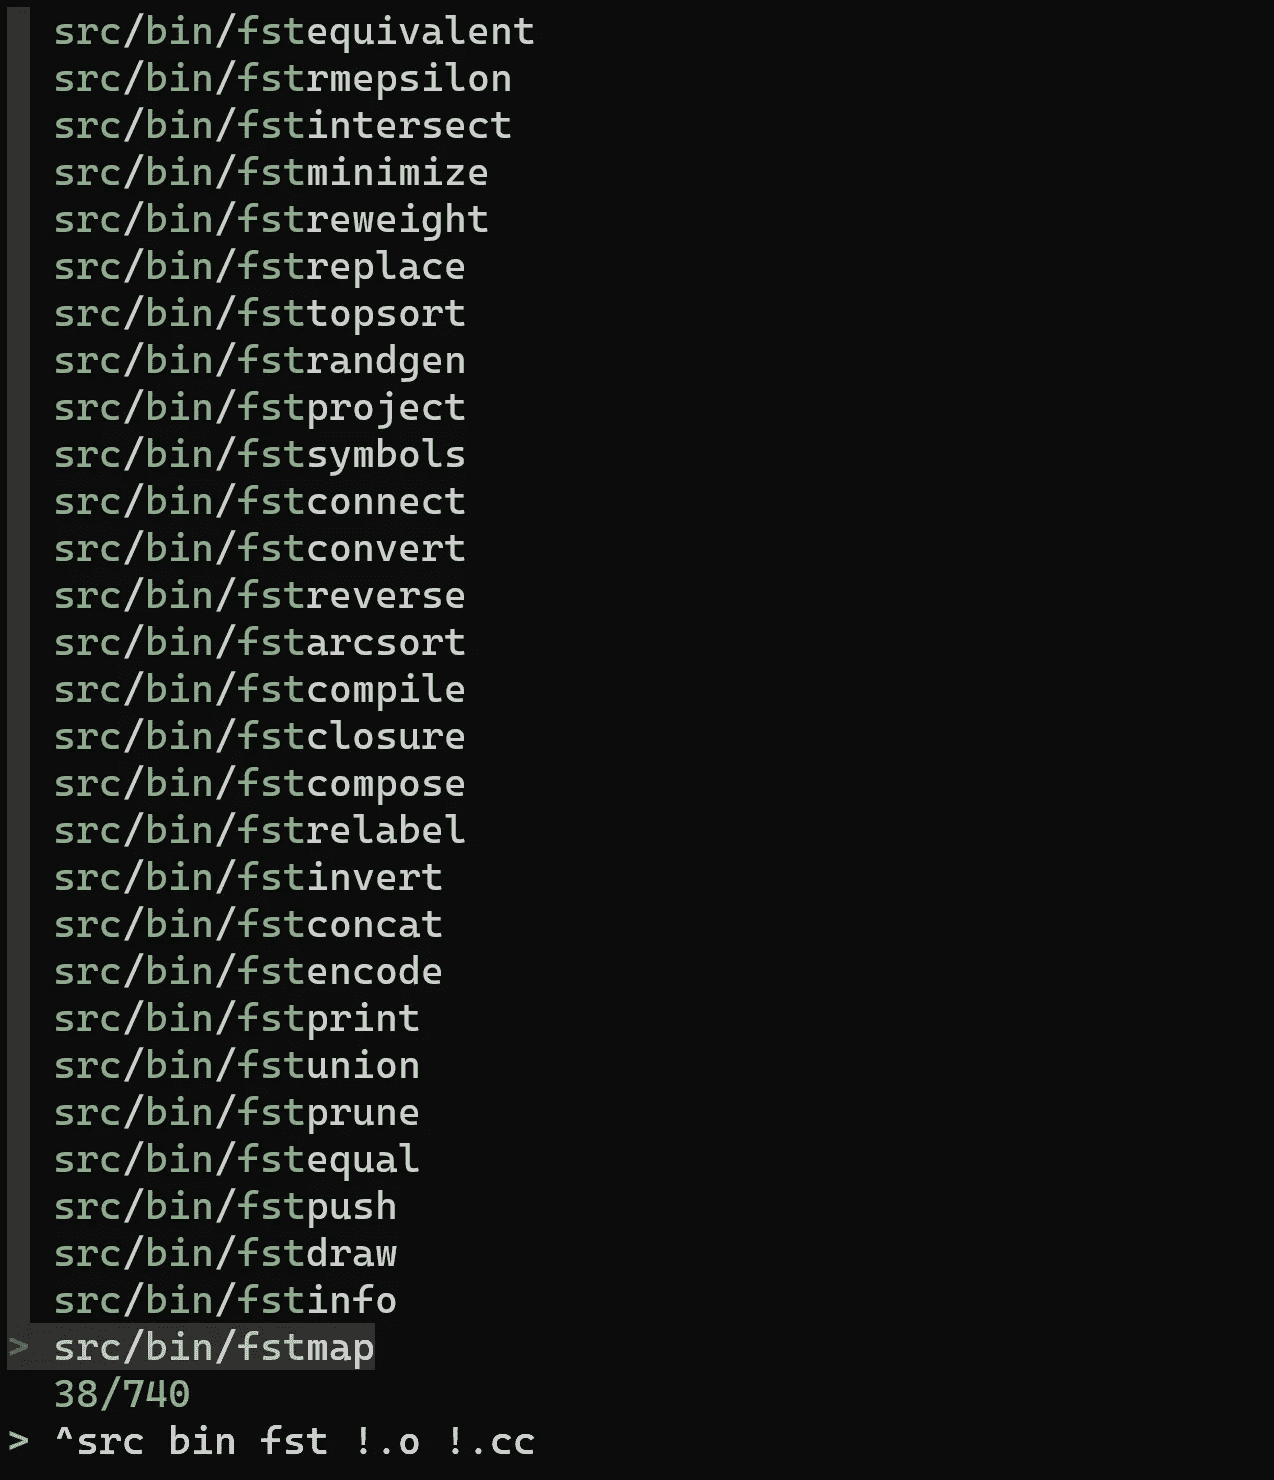 src/bin/fstequivalent
src/bin/fstrmepsilon
src/bin/fstintersect
src/bin/fstminimize
src/bin/fstreweight
src/bin/fstreplace
src/bin/fsttopsort
src/bin/fstrandgen
src/bin/fstproject
src/bin/fstsymbols
src/bin/fstconnect
src/bin/fstconvert
src/bin/fstreverse
src/bin/fstarcsort
src/bin/fstcompile
src/bin/fstclosure
src/bin/fstcompose
src/bin/fstrelabel
src/bin/fstinvert
src/bin/fstconcat
src/bin/fstencode
src/bin/fstprint
src/bin/fstunion
src/bin/fstprune
src/bin/fstequal
src/bin/fstpush
src/bin/fstdraw
src/bin/fstinfo
> src/bin/fstmap
38/740
> ^src bin fst !.o !.cc